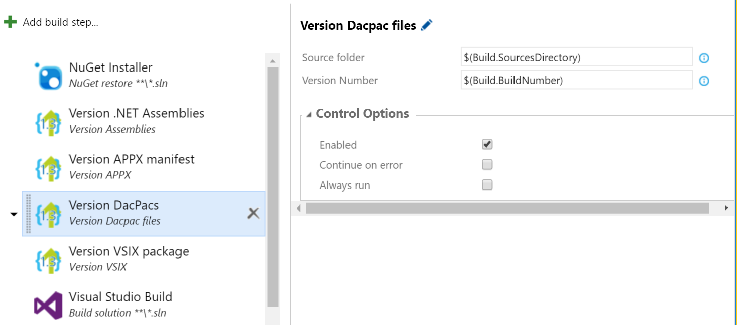 Add build step...
NuGet Installer
NuGet restore **\*.sln
Version .NET Assemblies
Version Assemblies
Version APPX manifest
Version APPX
Version DacPacs
Version Dacpac files
Version VSIX package
Version VSIX
Visual Studio Build
Build solution **\*.sln
Version Dacpac files
Source folder
$(Build.SourcesDirectory)
Version Number
$(Build.BuildNumber)
Control Options
Enabled
Continue on error
Always run